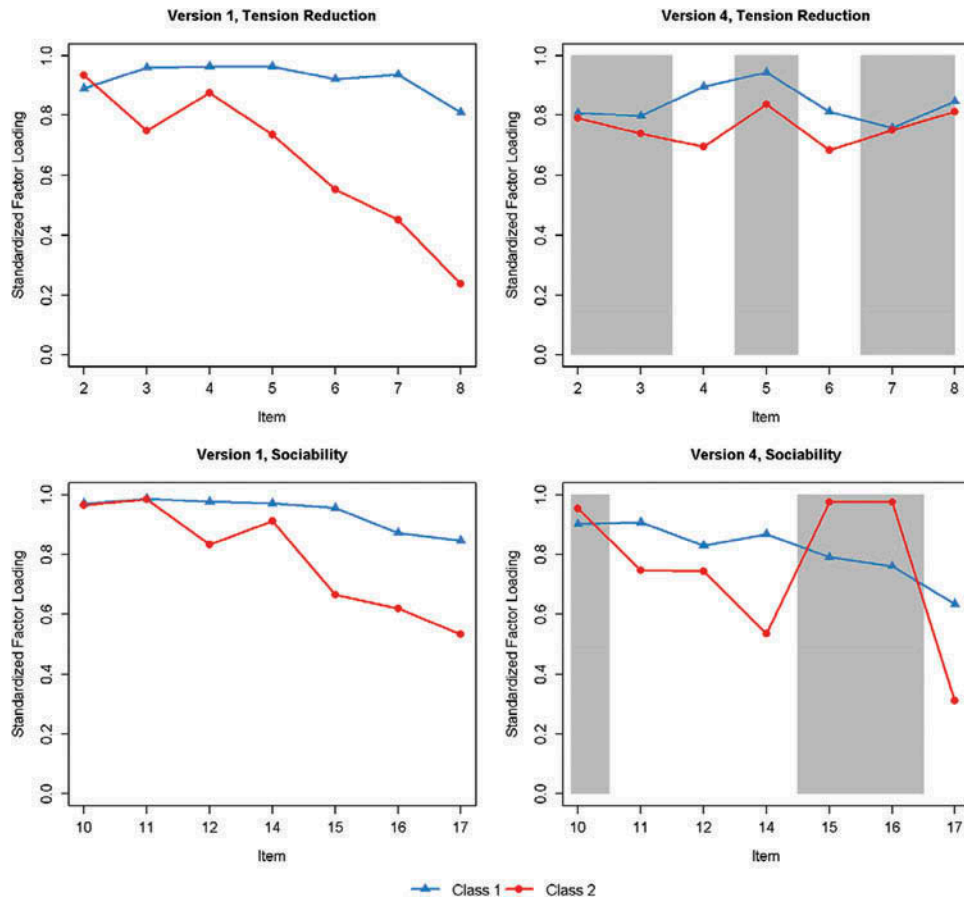 Version 1, Tension Reduction
Standardized Factor Loading
1.0
0.8
0.6
0.4
0.2
0.0
2 3 4 5 6 7 8
Item
Version 4, Tension Reduction
Standardized Factor Loading
1.0
0.8
0.6
0.4
0.2
0.0
2 3 4 5 6 7 8
Item
Version 1, Sociability
Standardized Factor Loading
1.0
0.8
0.6
0.4
0.2
0.0
10 11 12 14 15 16 17
Item
Version 4, Sociability
Standardized Factor Loading
1.0
0.8
0.6
0.4
0.2
0.0
10 11 12 14 15 16 17
Item
Class 1 Class 2